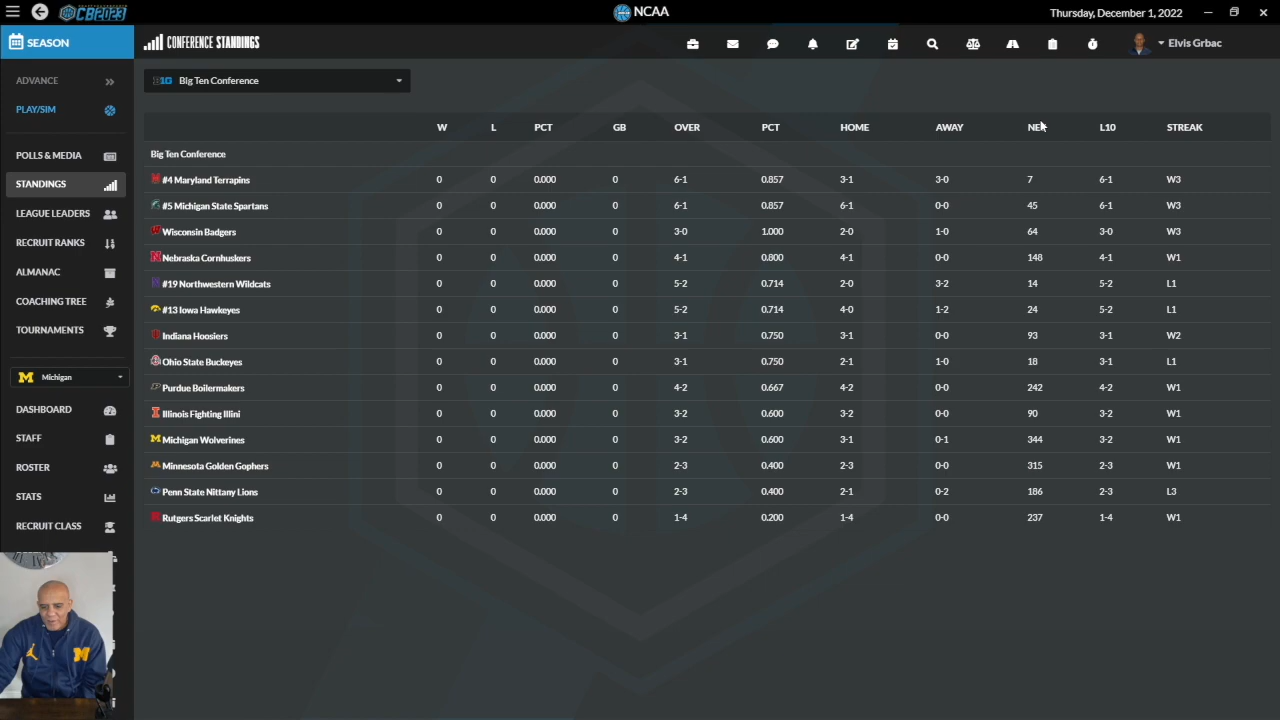 CB2023
NCAA
Thursday, December 1, 2022
SEASON
CONFERENCE STANDINGS
Elvis Grbac
ADVANCE
PLAY/SIM
POLLS & MEDIA
STANDINGS
LEAGUE LEADERS
RECRUIT RANKS
ALMANAC
COACHING TREE
TOURNAMENTS
Michigan
DASHBOARD
STAFF
ROSTER
STATS
RECRUIT CLASS
B1G Big Ten Conference
W L PCT GB OVER PCT HOME AWAY L10 STREAK
Big Ten Conference
#4 Maryland Terrapins 0 0 0.000 0 6-1 0.857 3-1 3-0 7 6-1 W3
#5 Michigan State Spartans 0 0 0.000 0 6-1 0.857 6-1 0-0 45 6-1 W3
Wisconsin Badgers 0 0 0.000 0 3-0 1.000 2-0 1-0 64 3-0 W3
Nebraska Cornhuskers 0 0 0.000 0 4-1 0.800 4-1 0-0 148 4-1 W1
#19 Northwestern Wildcats 0 0 0.000 0 5-2 0.714 2-0 3-2 14 5-2 L1
#13 Iowa Hawkeyes 0 0 0.000 0 5-2 0.714 4-0 1-2 24 5-2 L1
Indiana Hoosiers 0 0 0.000 0 3-1 0.750 3-1 0-0 93 3-1 W2
Ohio State Buckeyes 0 0 0.000 0 3-1 0.750 2-1 1-0 18 3-1 L1
Purdue Boilermakers 0 0 0.000 0 4-2 0.667 4-2 0-0 242 4-2 W1
Illinois Fighting Illini 0 0 0.000 0 3-2 0.600 3-2 0-0 90 3-2 W1
Michigan Wolverines 0 0 0.000 0 3-2 0.600 3-1 0-1 344 3-2 W1
Minnesota Golden Gophers 0 0 0.000 0 2-3 0.400 2-3 0-0 315 2-3 W1
Penn State Nittany Lions 0 0 0.000 0 2-3 0.400 2-1 0-2 186 2-3 L3
Rutgers Scarlet Knights 0 0 0.000 0 1-4 0.200 1-4 0-0 237 1-4 W1